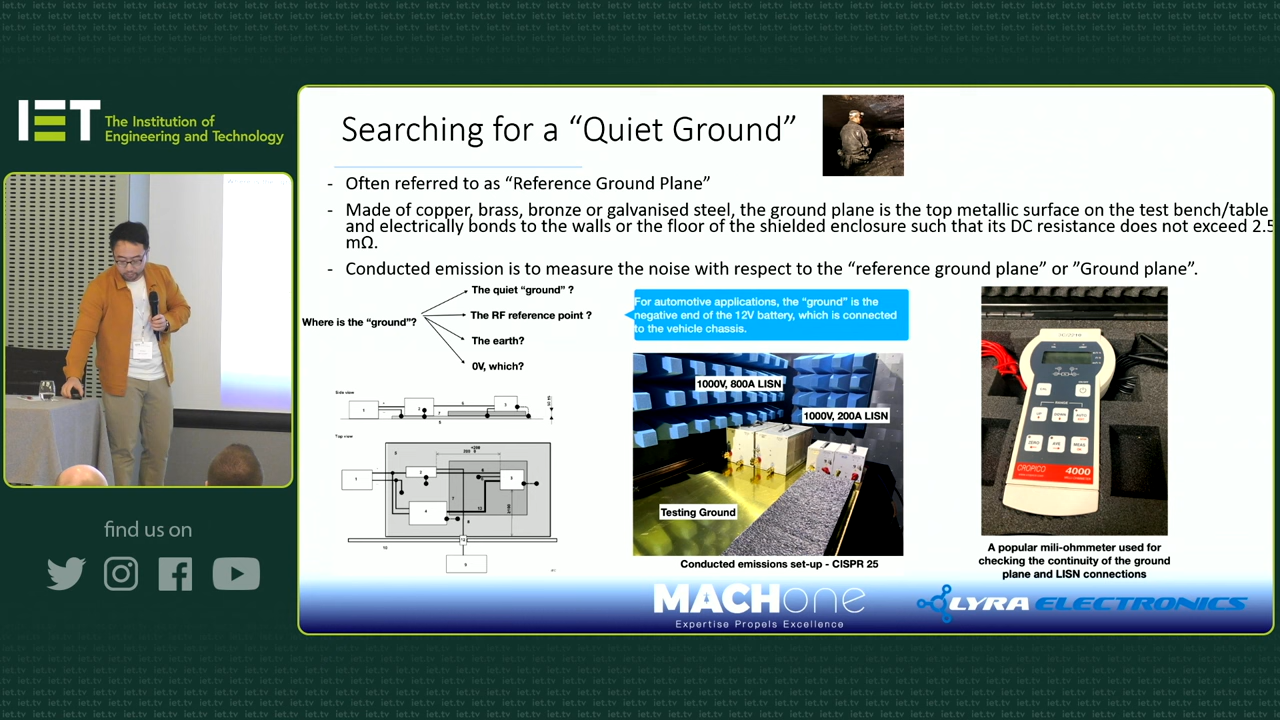 IET The Institution of
Engineering and Technology
find us on
Searching for a “Quiet Ground”
- Often referred to as “Reference Ground Plane”
- Made of copper, brass, bronze or galvanised steel, the ground plane is the top metallic surface on the test bench/table
and electrically bonds to the walls or the floor of the shielded enclosure such that its DC resistance does not exceed 2.5
mΩ.
- Conducted emission is to measure the noise with respect to the “reference ground plane” or ”Ground plane”.
Where is the “ground”?
The quiet “ground” ?
The RF reference point ?
The earth?
0V, which?
For automotive applications, the “ground” is the
negative end of the 12V battery, which is connected
to the vehicle chassis.
Side view
Top view
1000V, 800A LISN
1000V, 200A LISN
Testing Ground
Conducted emissions set-up - CISPR 25
CROPICO 4000
A popular mili-ohmmeter used for
checking the continuity of the ground
plane and LISN connections
MACHone
Expertise Propels Excellence
LYRA ELECTRONICS